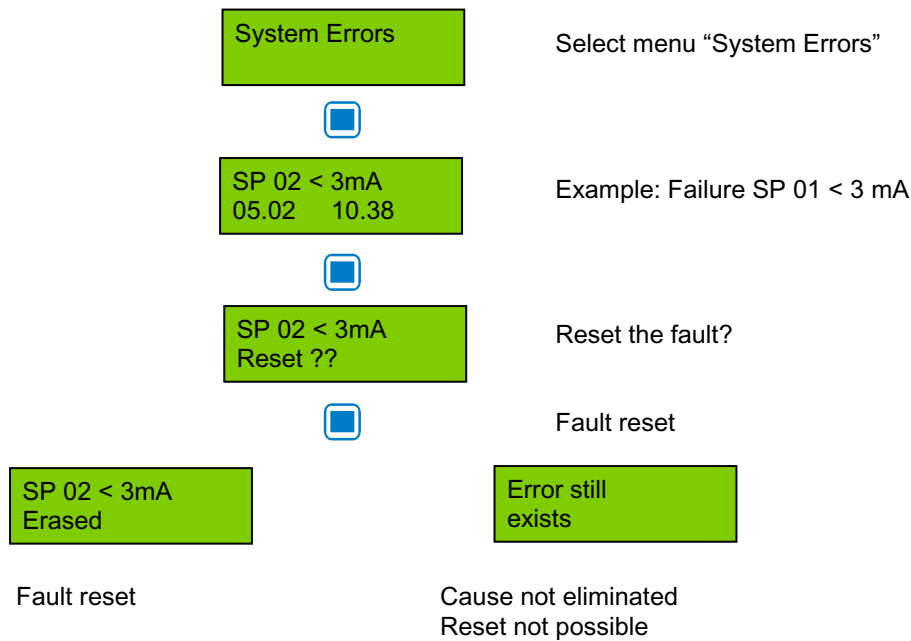 System Errors
Select menu “System Errors”
SP 02 < 3mA
05.02 10.38
Example: Failure SP 01 < 3 mA
SP 02 < 3mA
Reset ??
Reset the fault?
Fault reset
SP 02 < 3mA
Erased
Error still
exists
Fault reset
Cause not eliminated
Reset not possible